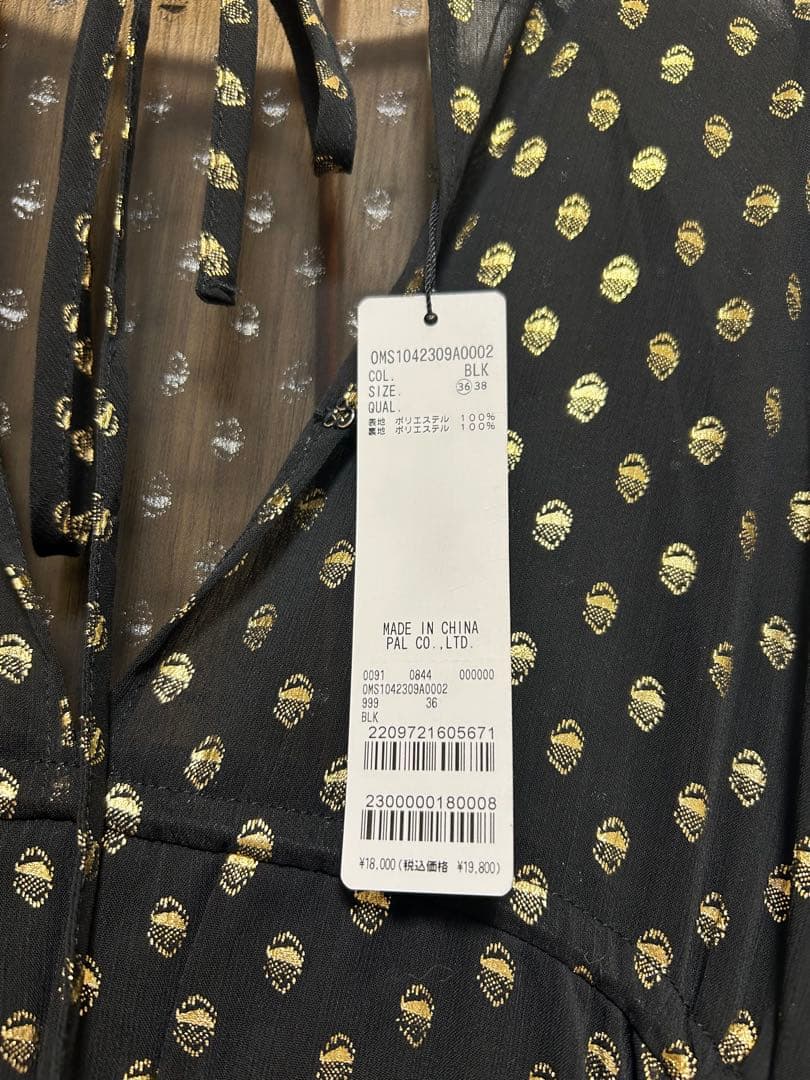 OMS1042309A0002
COL. BLK
SIZE. 36 38
QUAL.
表地 ポリエステル 100%
裏地 ポリエステル 100%
MADE IN CHINA
PAL CO.,LTD.
0091 0844 000000
OMS1042309A0002
999 36
BLK
2209721605671
2300000180008
¥18,000(税込価格 ¥19,800)